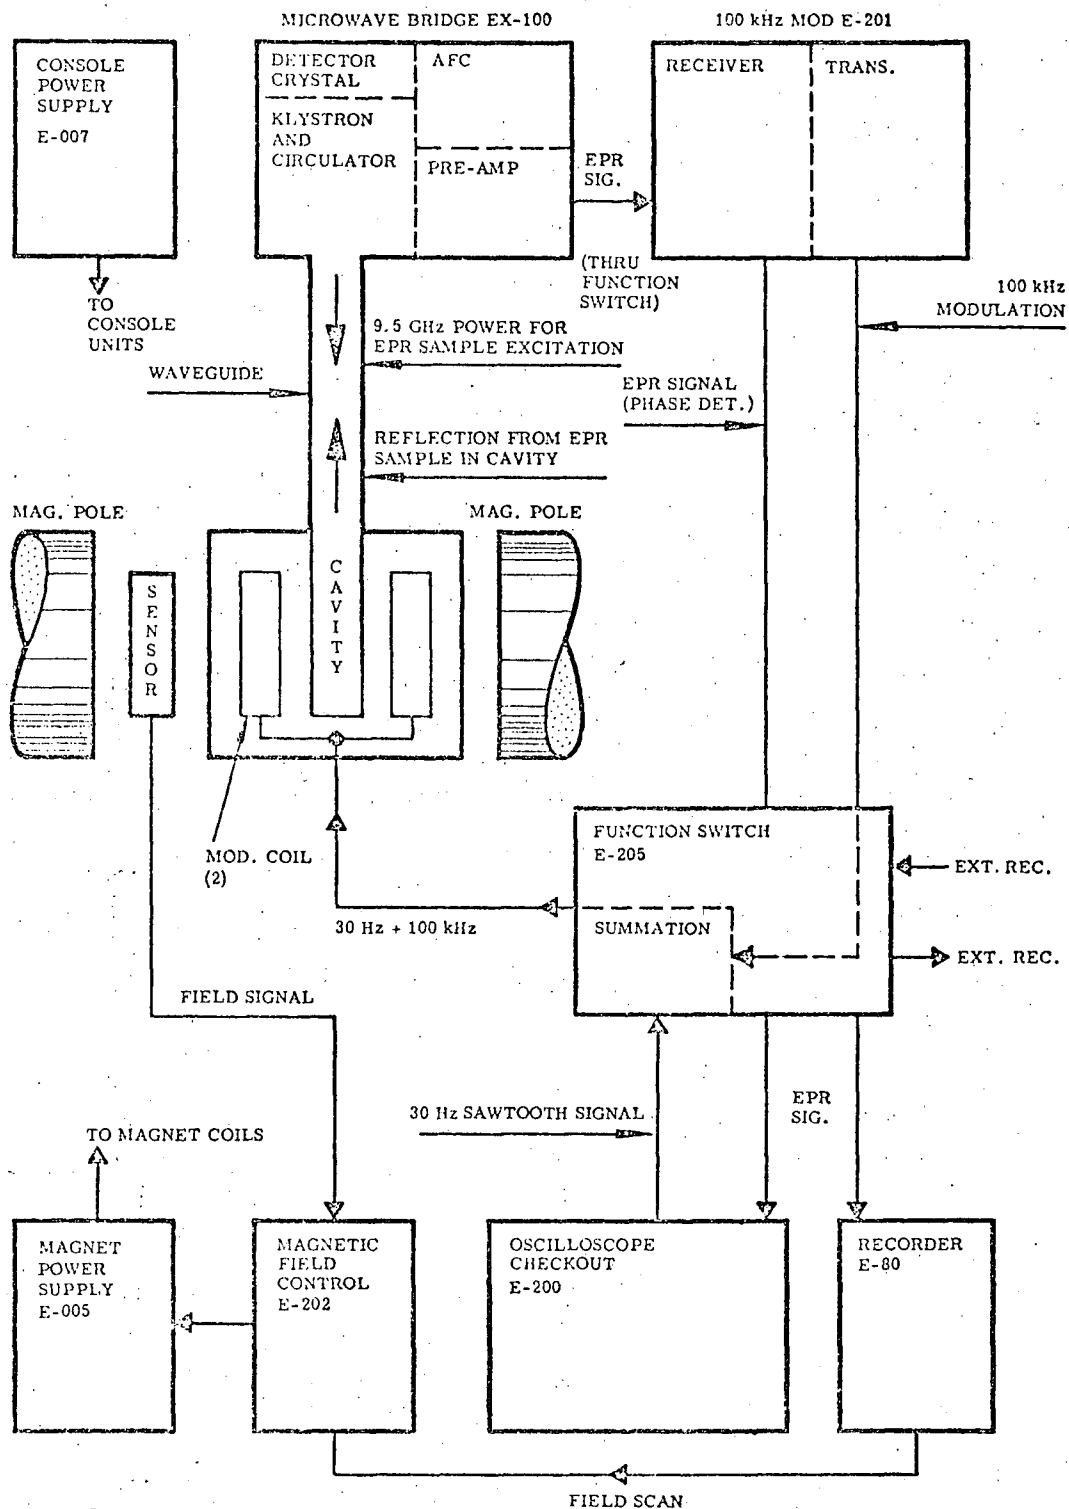 MICROWAVE BRIDGE EX-100
100 kHz MOD E-201
CONSOLE
POWER
SUPPLY
E-007
DETECTOR
CRYSTAL
AFC
KLYSTRON
AND
CIRCULATOR
PRE-AMP
RECEIVER
TRANS.
EPR
SIG.
(THRU
FUNCTION
SWITCH)
TO
CONSOLE
UNITS
100 kHz
MODULATION
9.5 GHz POWER FOR
EPR SAMPLE EXCITATION
WAVEGUIDE
EPR SIGNAL
(PHASE DET.)
REFLECTION FROM EPR
SAMPLE IN CAVITY
MAG. POLE
MAG. POLE
SENSOR
CAVITY
MOD. COIL
(2)
FUNCTION SWITCH
E-205
EXT. REC.
SUMMATION
30 Hz + 100 kHz
EXT. REC.
FIELD SIGNAL
30 Hz SAWTOOTH SIGNAL
EPR
SIG.
TO MAGNET COILS
MAGNET
POWER
SUPPLY
E-005
MAGNETIC
FIELD
CONTROL
E-202
OSCILLOSCOPE
CHECKOUT
E-200
RECORDER
E-80
FIELD SCAN